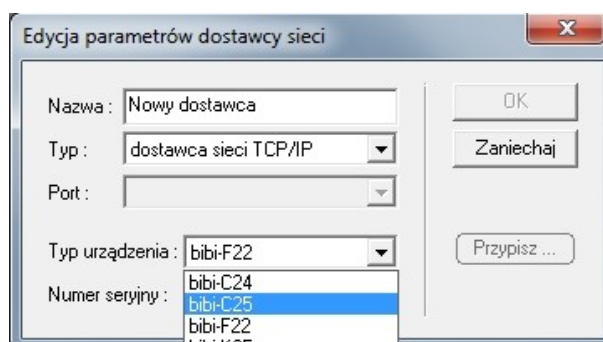 Edycja parametrów dostawcy sieci
Nazwa : Nowy dostawca
OK
Typ : dostawca sieci TCP/IP
Zaniechaj
Port :
Typ urządzenia : bibi-F22
Przypisz ...
bibi-C24
Numer seryjny : bibi-C25
bibi-F22